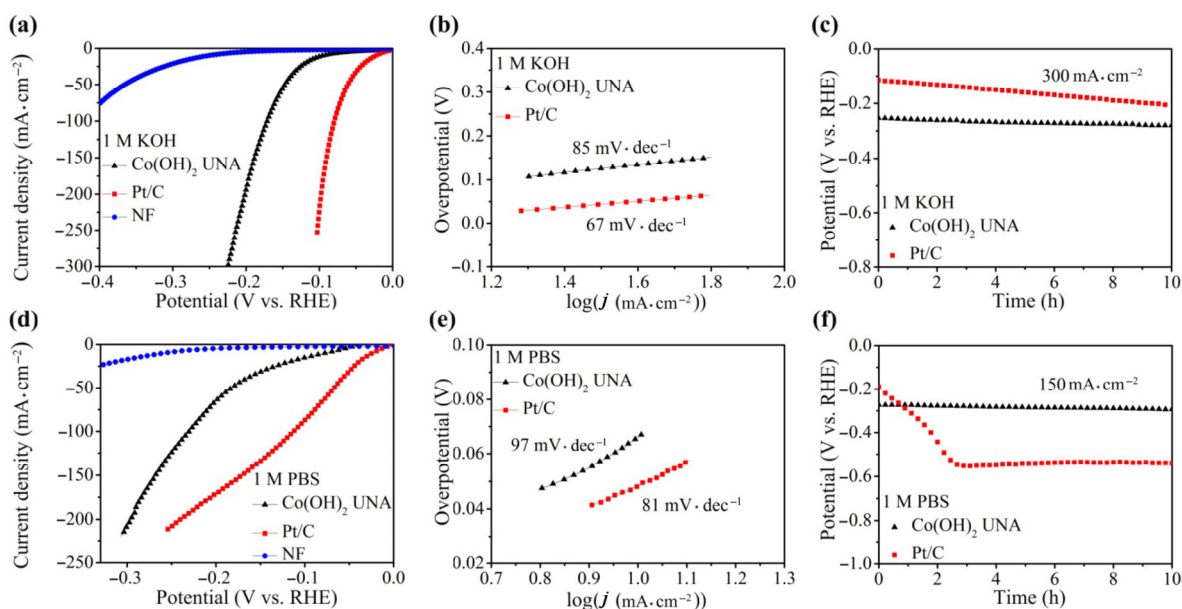 (a)
Current density (mA·cm⁻²)
0
−50
−100
−150
−200
−250
−300
1 M KOH
Co(OH)₂ UNA
Pt/C
NF
−0.4
−0.3
−0.2
−0.1
0.0
Potential (V vs. RHE)
(b)
Overpotential (V)
0.4
0.3
0.2
0.1
0.0
−0.1
1 M KOH
Co(OH)₂ UNA
Pt/C
85 mV·dec⁻¹
67 mV·dec⁻¹
1.2
1.4
1.6
1.8
2.0
log(j (mA·cm⁻²))
(c)
Potential (V vs. RHE)
0.0
−0.2
−0.4
−0.6
−0.8
300 mA·cm⁻²
1 M KOH
Co(OH)₂ UNA
Pt/C
0
2
4
6
8
10
Time (h)
(d)
Current density (mA·cm⁻²)
0
−50
−100
−150
−200
−250
1 M PBS
Co(OH)₂ UNA
Pt/C
NF
−0.3
−0.2
−0.1
0.0
Potential (V vs. RHE)
(e)
Overpotential (V)
0.10
0.08
0.06
0.04
0.02
1 M PBS
Co(OH)₂ UNA
Pt/C
97 mV·dec⁻¹
81 mV·dec⁻¹
0.7
0.8
0.9
1.0
1.1
1.2
1.3
log(j (mA·cm⁻²))
(f)
Potential (V vs. RHE)
0.0
−0.2
−0.4
−0.6
−0.8
−1.0
150 mA·cm⁻²
1 M PBS
Co(OH)₂ UNA
Pt/C
0
2
4
6
8
10
Time (h)